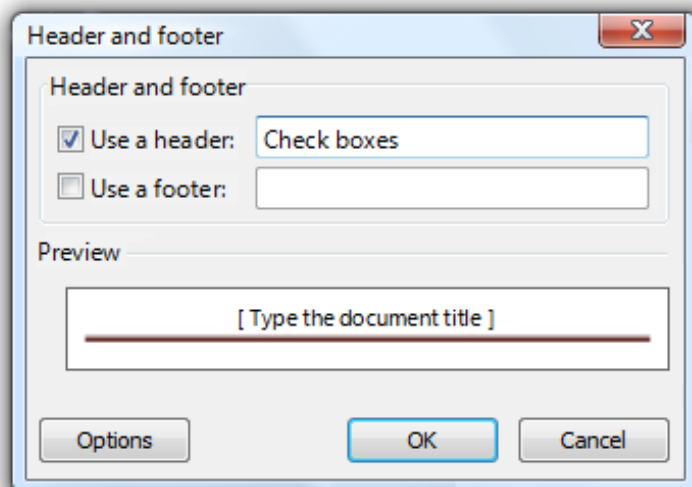 Header and footer
Header and footer
Use a header: Check boxes
Use a footer:
Preview
[ Type the document title ]
Options OK Cancel